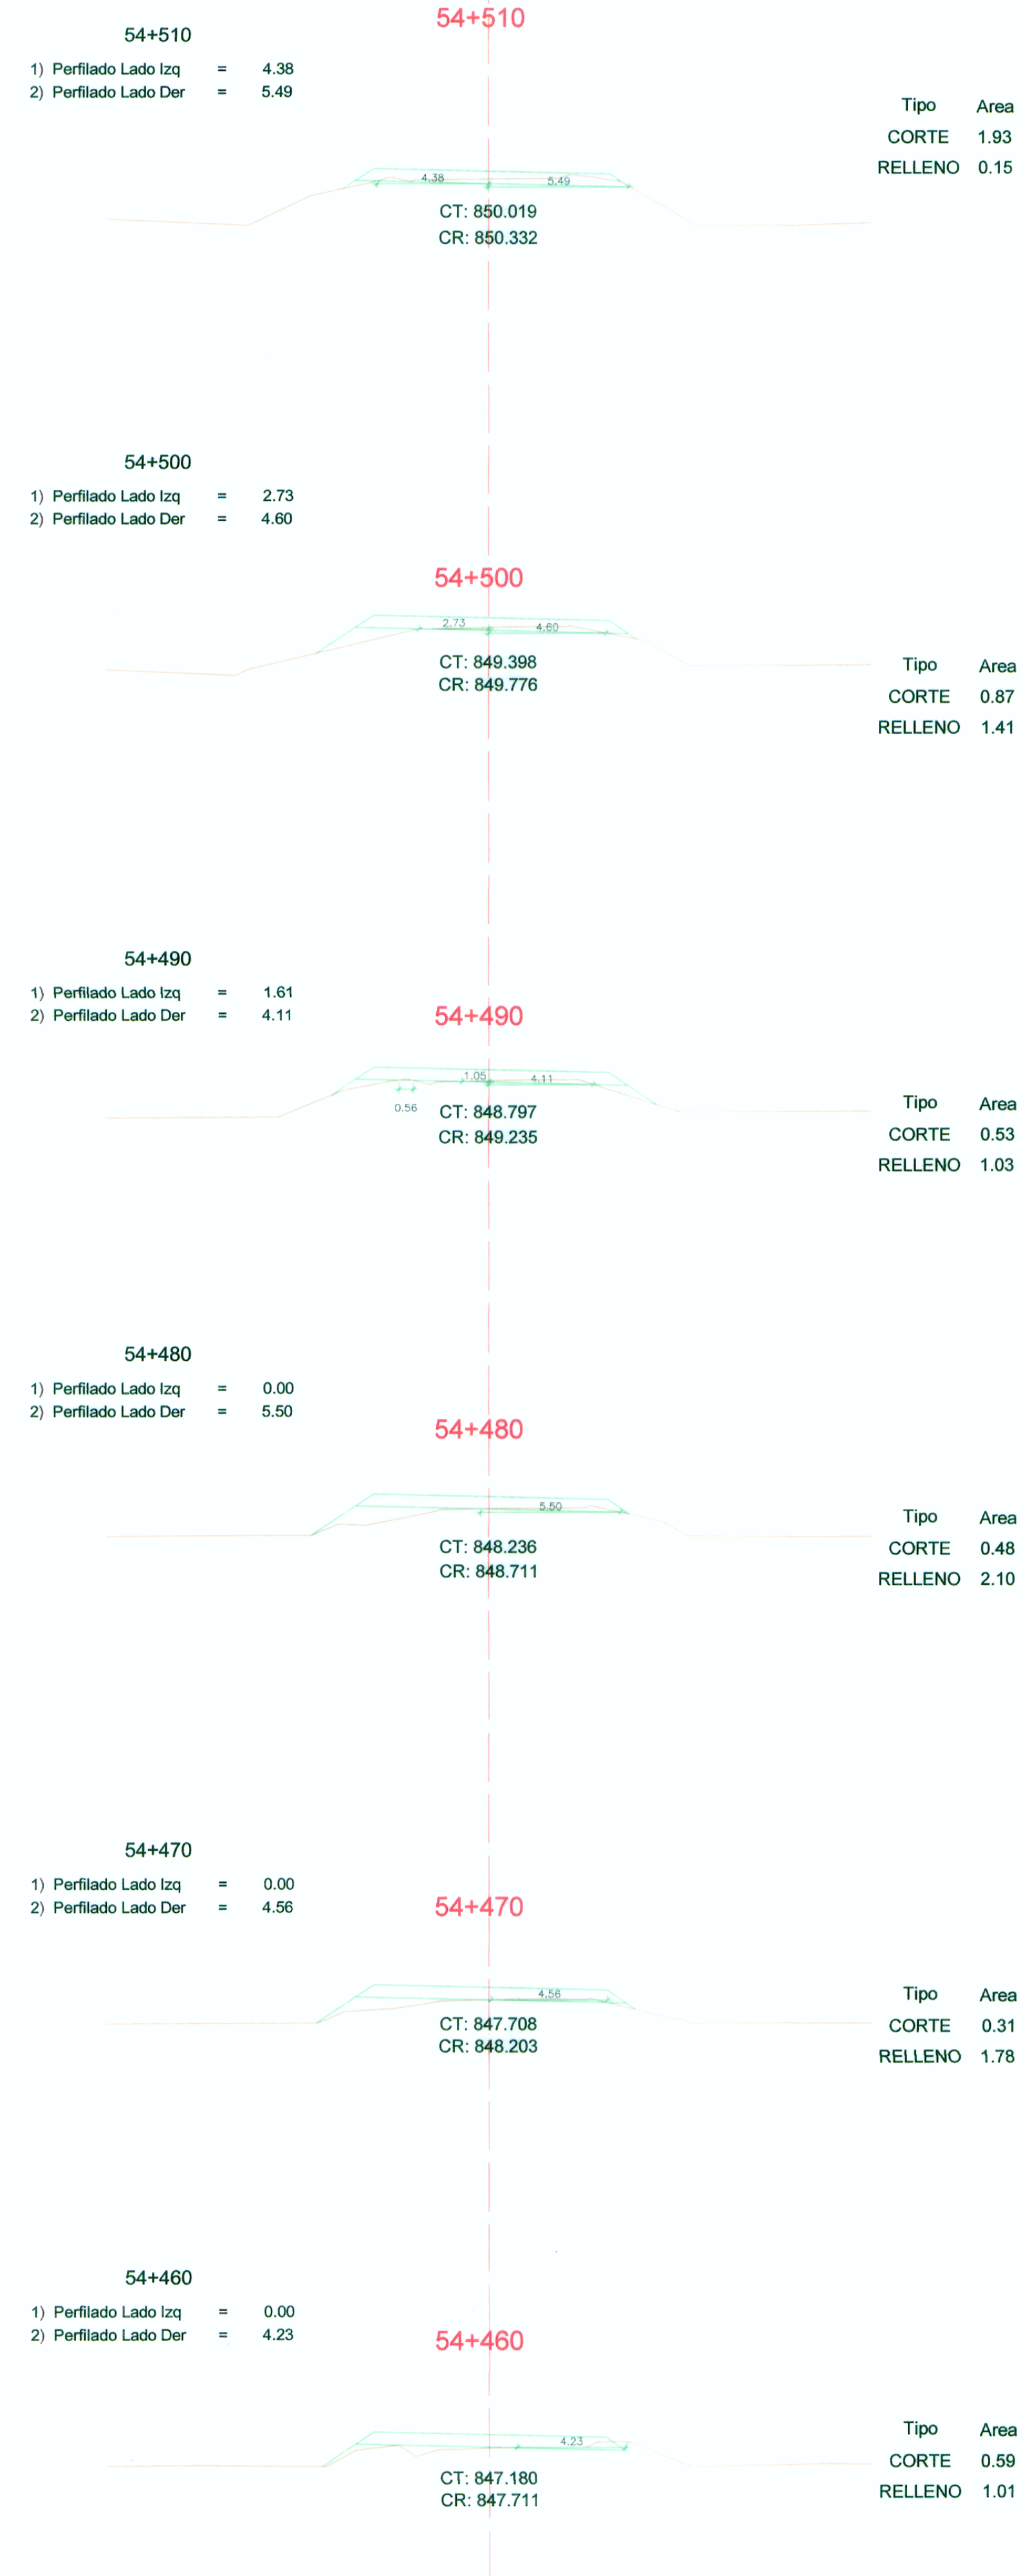 54+510
54+510
1) Perfilado Lado Izq = 4.38
2) Perfilado Lado Der = 5.49
Tipo Area
CORTE 1.93
RELLENO 0.15
4.38 5.49
CT: 850.019
CR: 850.332
54+500
1) Perfilado Lado Izq = 2.73
2) Perfilado Lado Der = 4.60
54+500
2.73 4.60
CT: 849.398
CR: 849.776
Tipo Area
CORTE 0.87
RELLENO 1.41
54+490
1) Perfilado Lado Izq = 1.61
2) Perfilado Lado Der = 4.11
54+490
1.05 4.11
0.56
CT: 848.797
CR: 849.235
Tipo Area
CORTE 0.53
RELLENO 1.03
54+480
1) Perfilado Lado Izq = 0.00
2) Perfilado Lado Der = 5.50
54+480
5.50
CT: 848.236
CR: 848.711
Tipo Area
CORTE 0.48
RELLENO 2.10
54+470
1) Perfilado Lado Izq = 0.00
2) Perfilado Lado Der = 4.56
54+470
4.56
CT: 847.708
CR: 848.203
Tipo Area
CORTE 0.31
RELLENO 1.78
54+460
1) Perfilado Lado Izq = 0.00
2) Perfilado Lado Der = 4.23
54+460
4.23
CT: 847.180
CR: 847.711
Tipo Area
CORTE 0.59
RELLENO 1.01